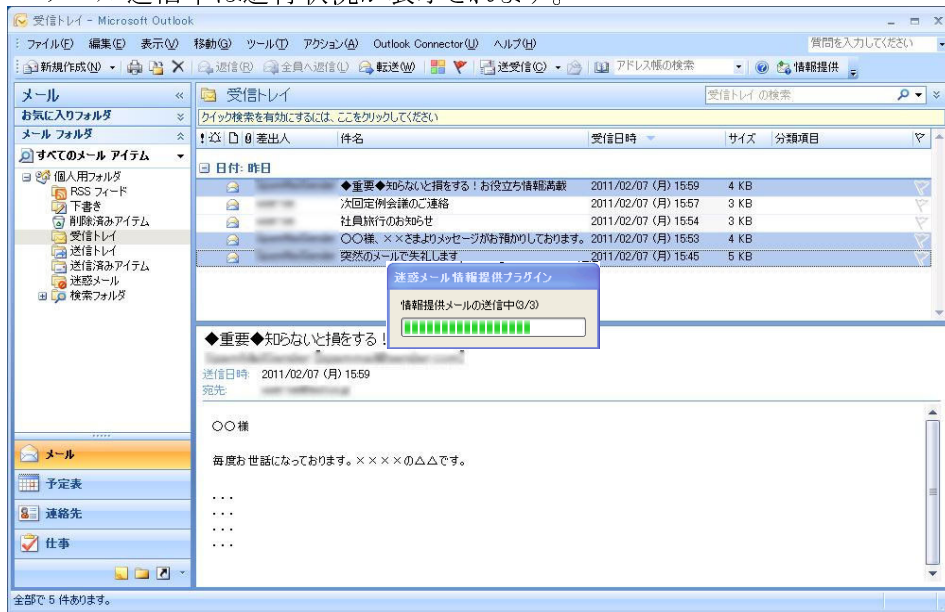 受信トレイ - Microsoft Outlook
ファイル(F) 編集(E) 表示(V) 移動(G) ツール(T) アクション(A) Outlook Connector(U) ヘルプ(H) 質問を入力してください
新規作成(N) 返信(R) 全員へ返信(L) 転送(W) 送受信(C) アドレス帳の検索 情報提供
メール
お気に入りフォルダ
メール フォルダ
すべてのメール アイテム
個人用フォルダ
RSS フィード
下書き
削除済みアイテム
受信トレイ
送信トレイ
送信済みアイテム
迷惑メール
検索フォルダ
メール
予定表
連絡先
仕事
受信トレイ 受信トレイ の検索
クイック検索を有効にするには、ここをクリックしてください
差出人 件名 受信日時 サイズ 分類項目
日付: 昨日
◆重要◆知らないと損をする!お役立ち情報満載 2011/02/07 (月) 15:59 4 KB
次回定例会議のご連絡 2011/02/07 (月) 15:57 3 KB
社員旅行のお知らせ 2011/02/07 (月) 15:54 3 KB
〇〇様、××さまよりメッセージがお預かりしております。 2011/02/07 (月) 15:53 4 KB
突然のメールで失礼します 2011/02/07 (月) 15:45 5 KB
迷惑メール情報提供プラグイン
情報提供メールの送信中(3/3)
◆重要◆知らないと損をする!
送信日時: 2011/02/07 (月) 15:59
宛先:
〇〇様
毎度お世話になっております。××××の△△です。
...
...
...
...
全部で 5 件あります。